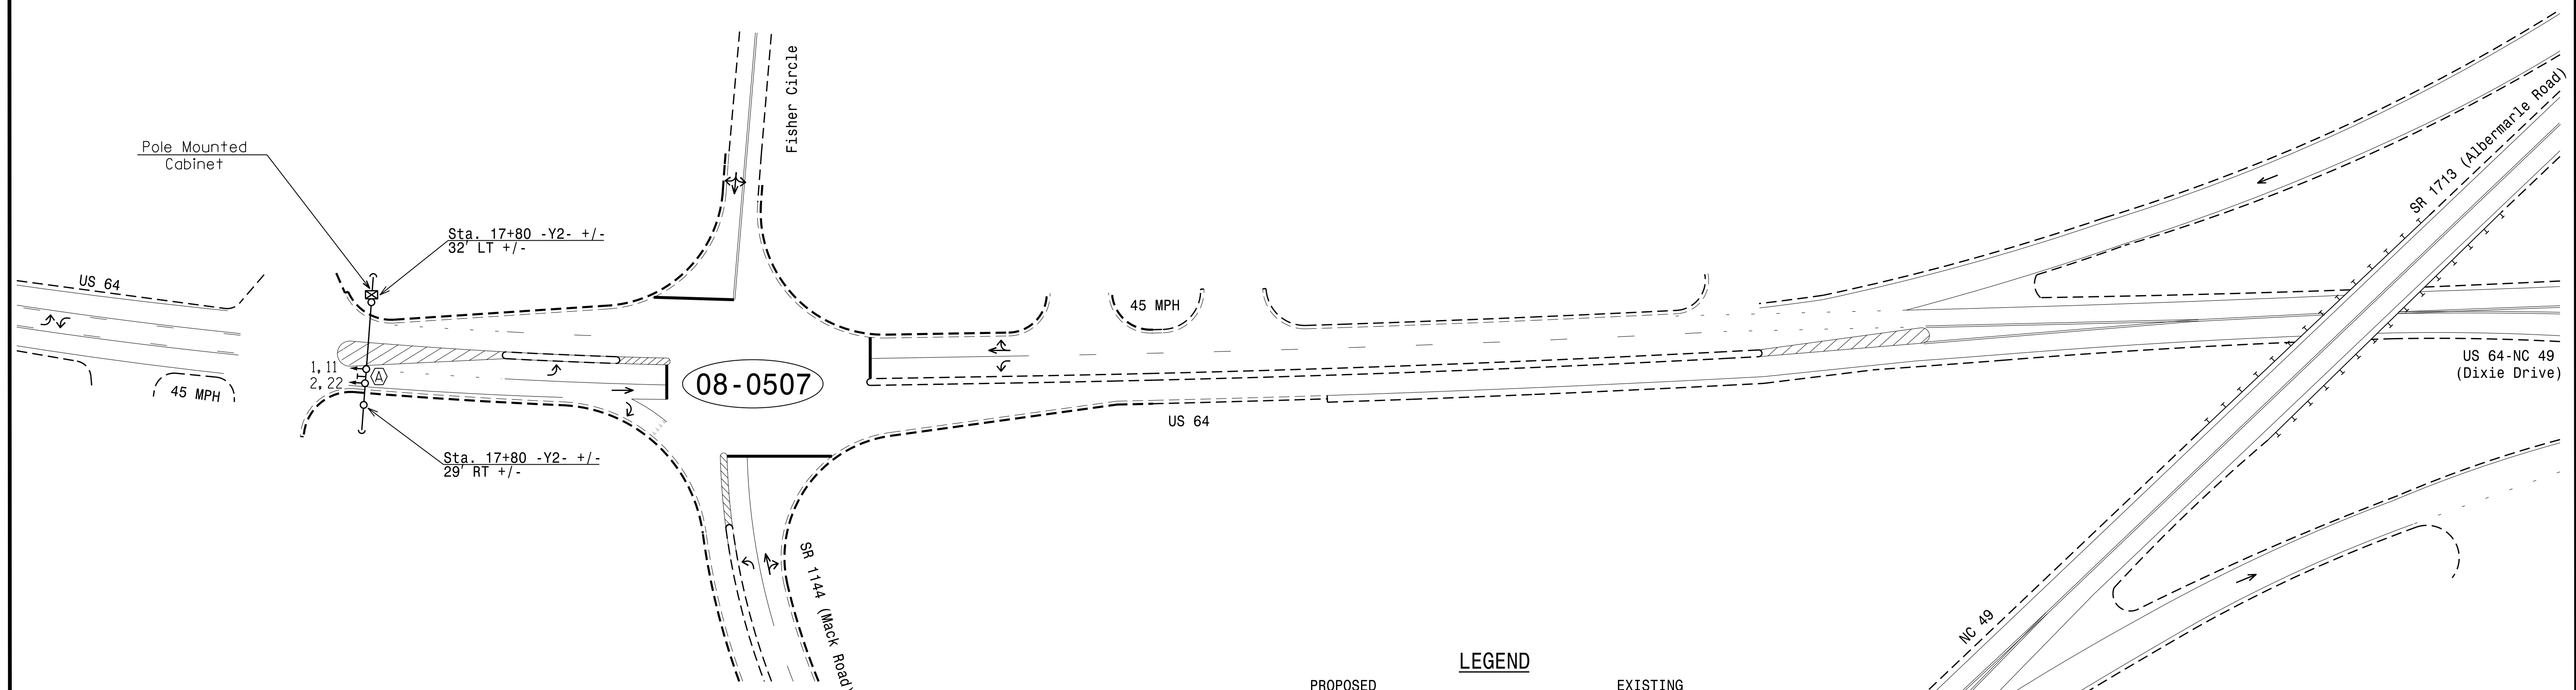 Fisher Circle
Pole Mounted
Cabinet
SR 1713 (Albermarle Road)
Sta. 17+80 -Y2- +/-
32' LT +/-
US 64
45 MPH
1,11
2,22
A
45 MPH
08-0507
US 64-NC 49
(Dixie Drive)
US 64
Sta. 17+80 -Y2- +/-
29' RT +/-
SR 1144 (Mack Road)
NC 49
LEGEND
PROPOSED
EXISTING